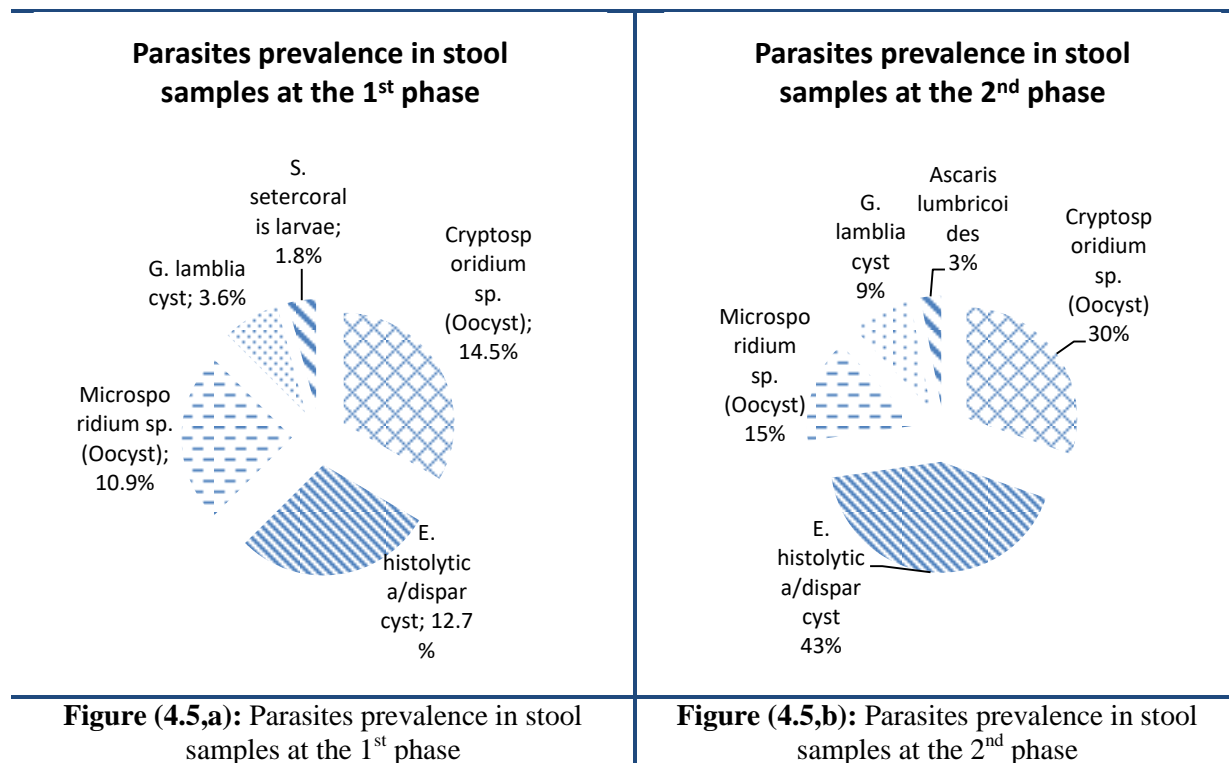 Parasites prevalence in stool
samples at the 1st phase
S.
setercoral
is larvae;
1.8%
G. lamblia
cyst; 3.6%
Cryptosp
oridium
sp.
(Oocyst);
14.5%
Microspo
ridium sp.
(Oocyst);
10.9%
E.
histolytic
a/dispar
cyst; 12.7
%
Figure (4.5,a): Parasites prevalence in stool
samples at the 1st phase
Parasites prevalence in stool
samples at the 2nd phase
Ascaris
lumbricoi
des
3%
G.
lamblia
cyst
9%
Cryptosp
oridium
sp.
(Oocyst)
30%
Microspo
ridium
sp.
(Oocyst)
15%
E.
histolytic
a/dispar
cyst
43%
Figure (4.5,b): Parasites prevalence in stool
samples at the 2nd phase